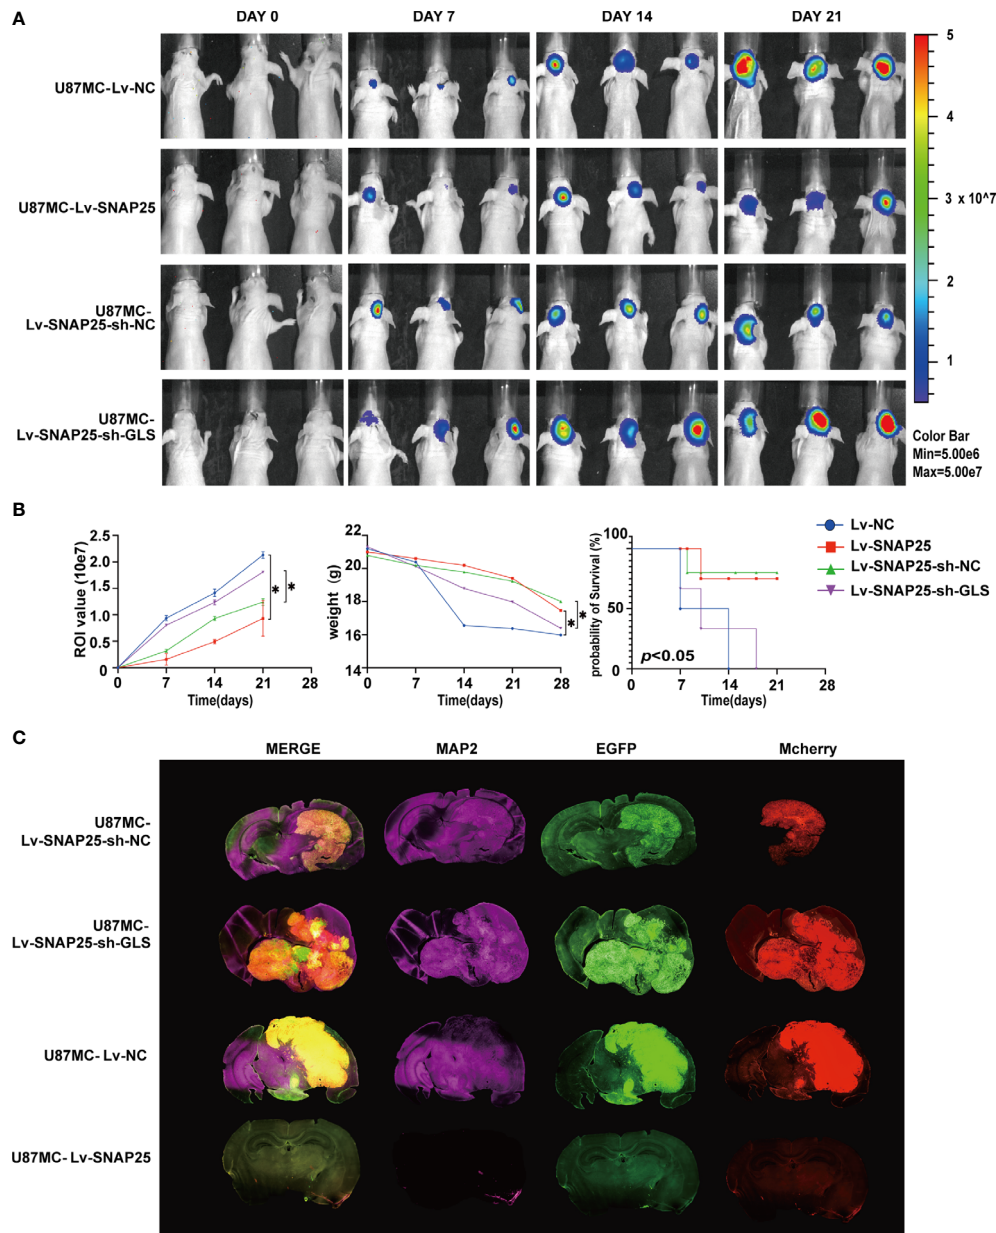 A
DAY 0 DAY 7 DAY 14 DAY 21
U87MC-Lv-NC
U87MC-Lv-SNAP25
U87MC-
Lv-SNAP25-sh-NC
U87MC-
Lv-SNAP25-sh-GLS
5
4
3 x 10^7
2
1
Color Bar
Min=5.00e6
Max=5.00e7
B
ROI value (10e7)
2.5
2.0
1.5
1.0
0.5
0
0 7 14 21 28
Time(days)
* *
weight (g)
22
20
18
16
14
0 7 14 21 28
Time(days)
* *
probability of Survival (%)
100
50
0
p<0.05
0 7 14 21 28
Time(days)
Lv-NC
Lv-SNAP25
Lv-SNAP25-sh-NC
Lv-SNAP25-sh-GLS
C
MERGE MAP2 EGFP Mcherry
U87MC-
Lv-SNAP25-sh-NC
U87MC-
Lv-SNAP25-sh-GLS
U87MC- Lv-NC
U87MC- Lv-SNAP25